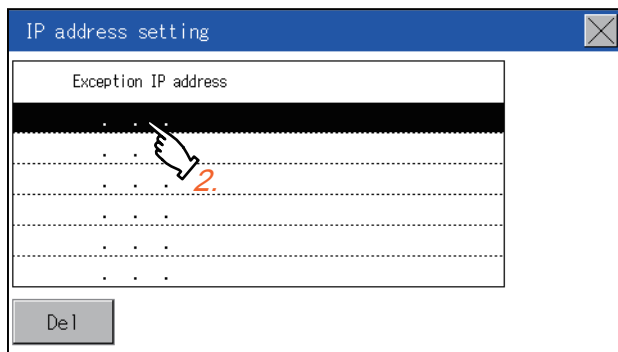 IP address setting
Exception IP address
. . .
. . .
. . .
2.
. . .
. . .
. . .
Del